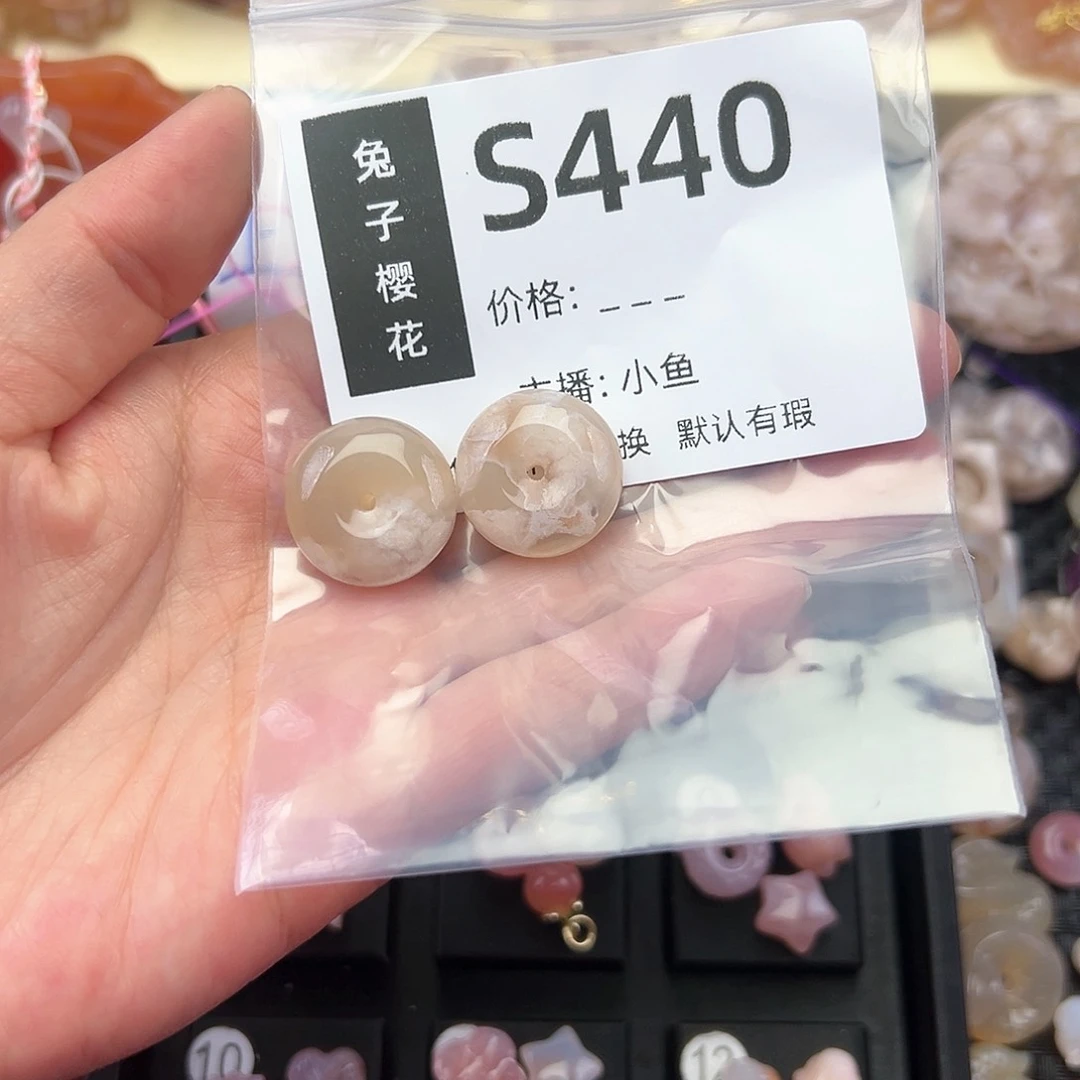 兔子樱花
S440
价格: _ _ _
播: 小鱼
换 默认有瑕
10
12